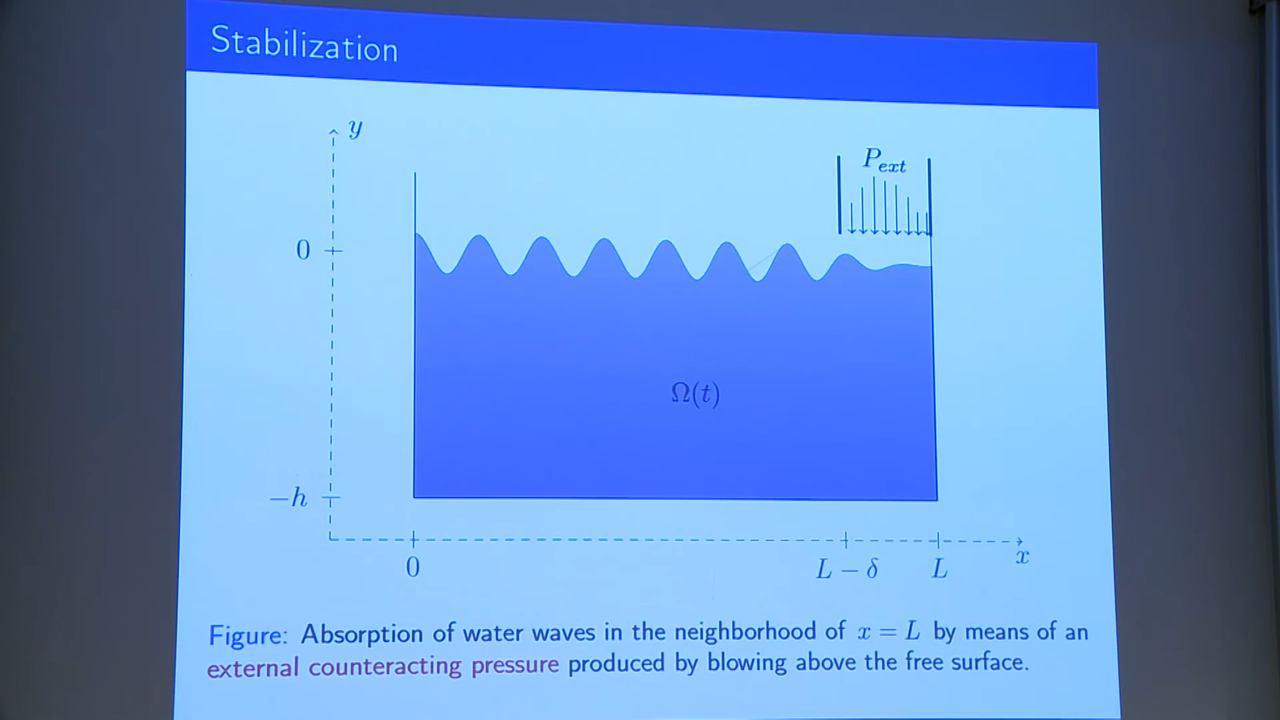 Stabilization
y
P_ext
0
Ω(t)
−h
0
L − δ
L
x
Figure: Absorption of water waves in the neighborhood of x = L by means of an
external counteracting pressure produced by blowing above the free surface.